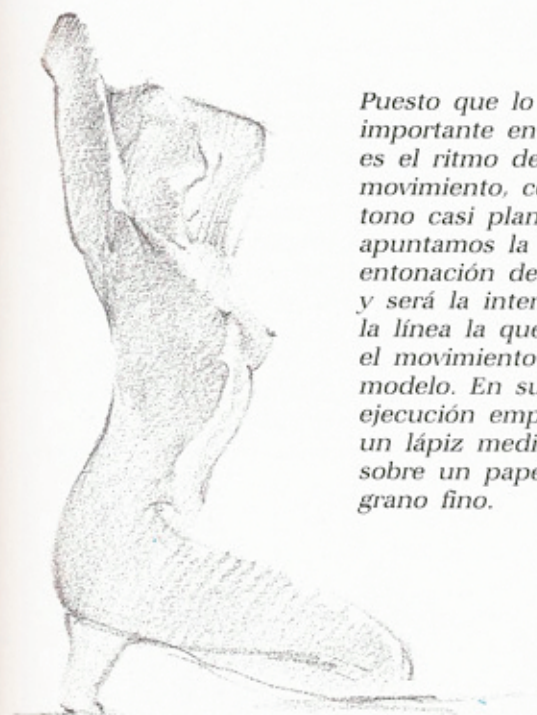 Puesto que lo
importante en
es el ritmo de
movimiento, c
tono casi plan
apuntamos la
entonación de
y será la inter
la línea la que
el movimiento
modelo. En su
ejecución emp
un lápiz medi
sobre un pape
grano fino.